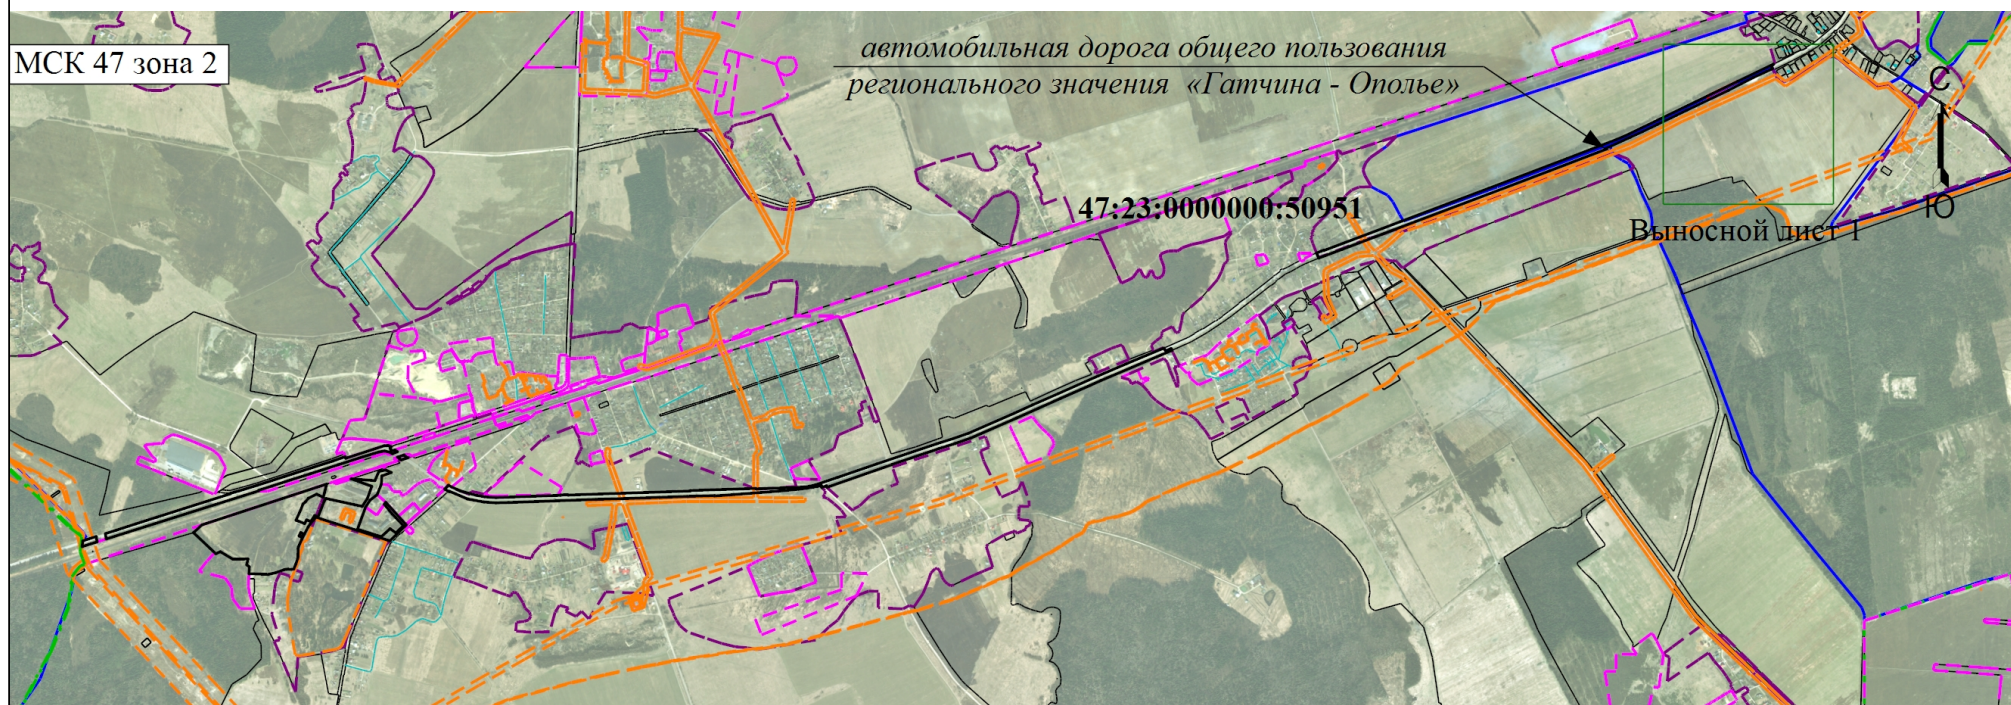 МСК 47 зона 2
автомобильная дорога общего пользования
регионального значения «Гатчина - Ополье»
С
47:23:0000000:50951
Ю
Выносной лист 1